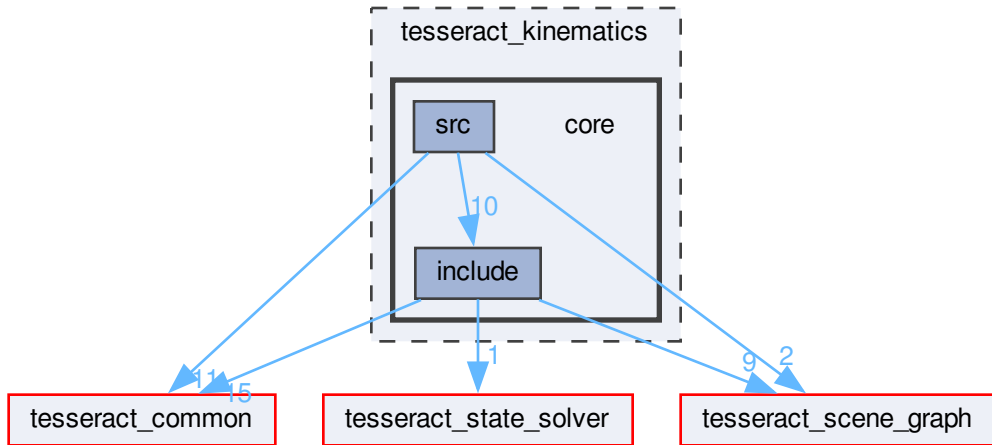 tesseract_kinematics
src
core
10
include
1
9
2
11
15
tesseract_common
tesseract_state_solver
tesseract_scene_graph